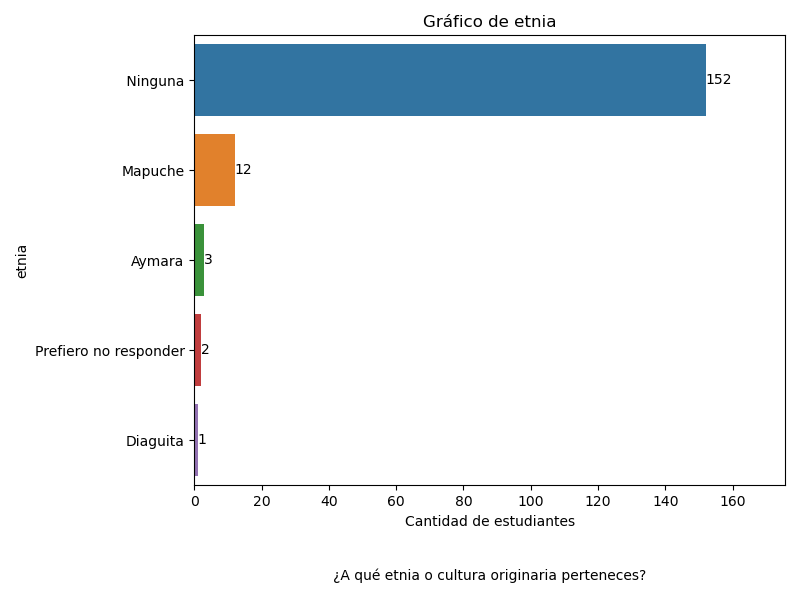 Gráfico de etnia
Ninguna
152
Mapuche
12
Aymara
3
Prefiero no responder
2
Diaguita
1
etnia
0 20 40 60 80 100 120 140 160
Cantidad de estudiantes
¿A qué etnia o cultura originaria perteneces?